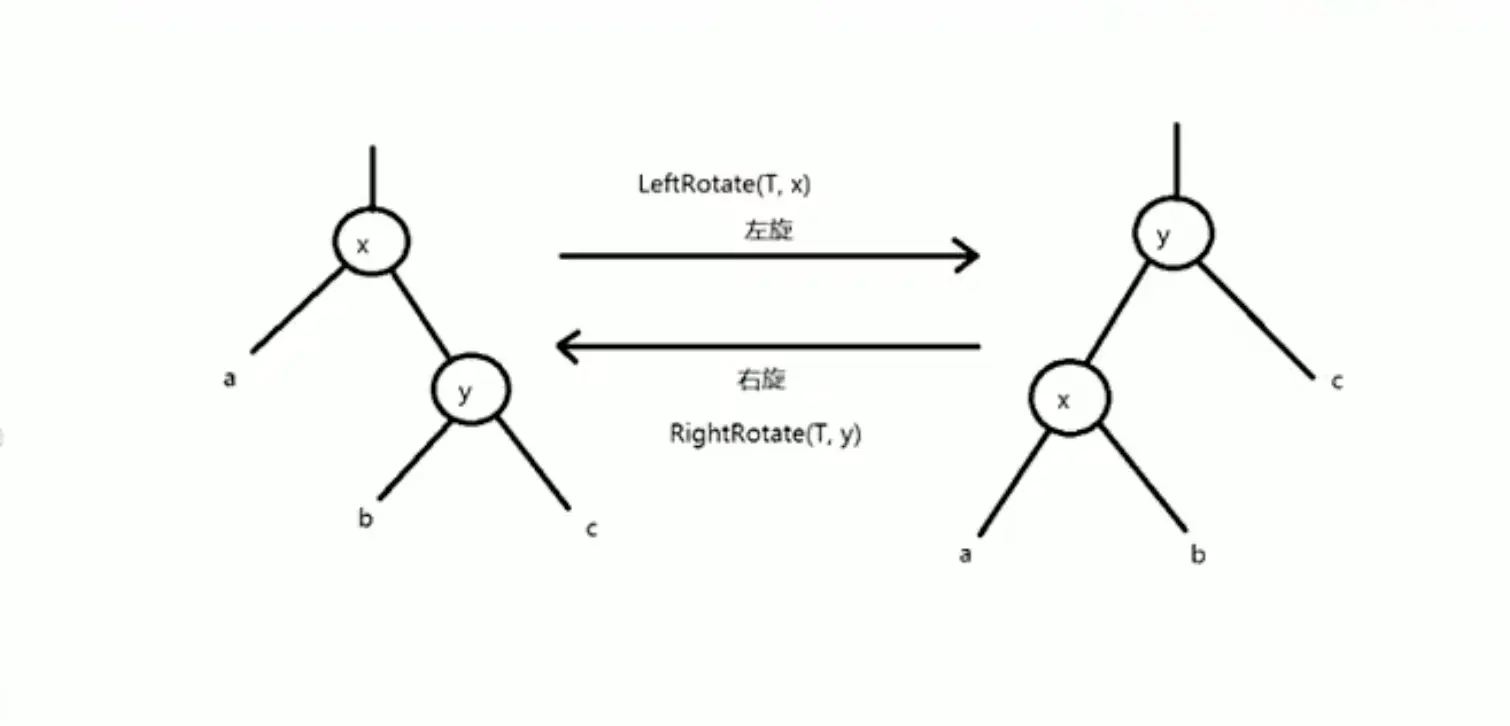 LeftRotate(T, x)
左旋
右旋
RightRotate(T, y)
x
a
y
b
c
y
x
c
a
b